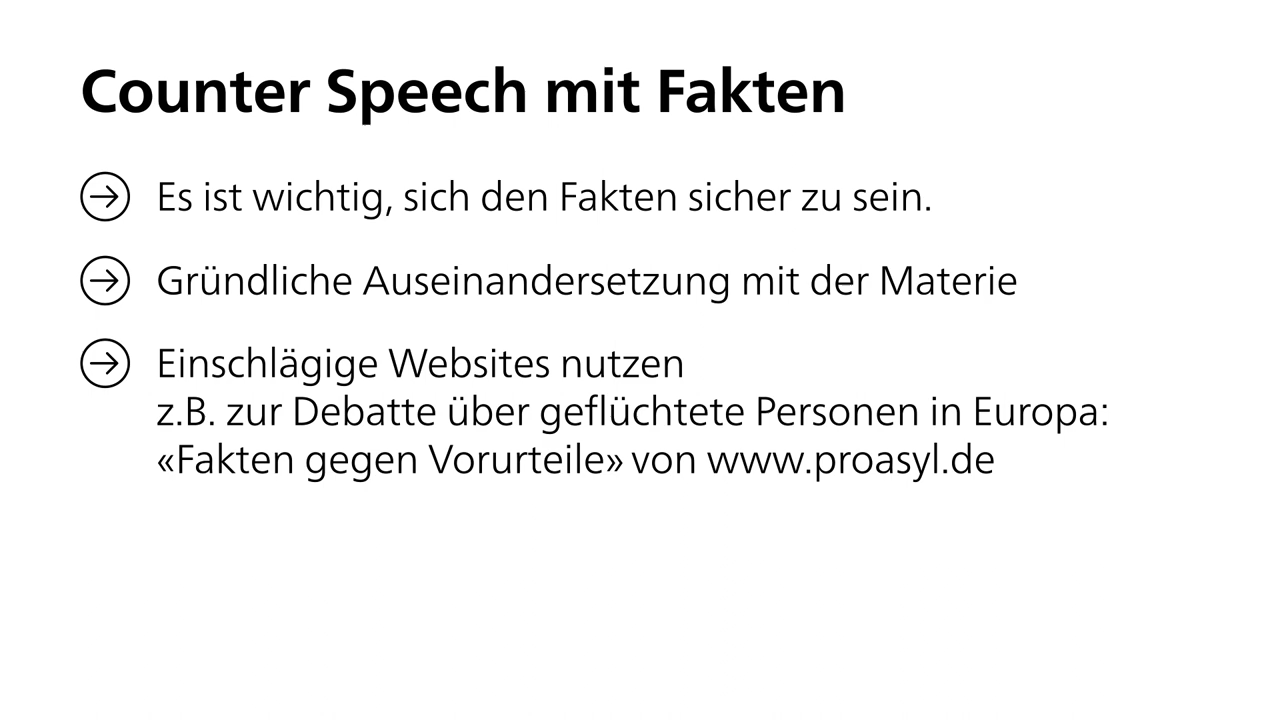 Counter Speech mit Fakten
Es ist wichtig, sich den Fakten sicher zu sein.
Gründliche Auseinandersetzung mit der Materie
Einschlägige Websites nutzen
z.B. zur Debatte über geflüchtete Personen in Europa:
«Fakten gegen Vorurteile» von www.proasyl.de